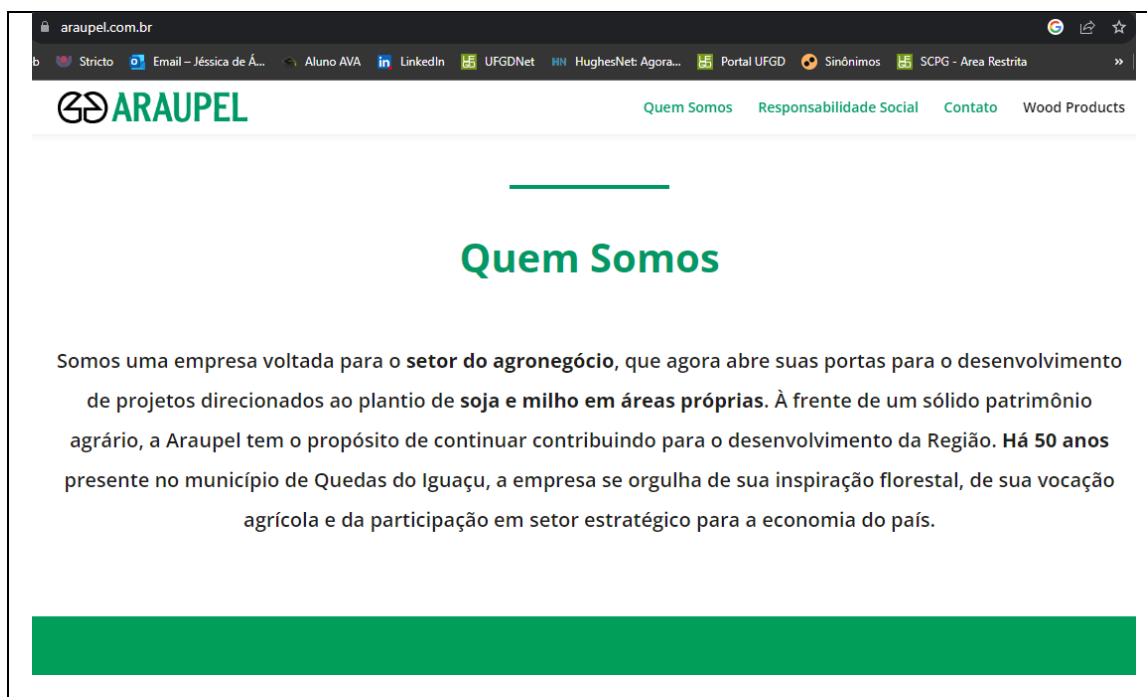 araupel.com.br
b Stricto Email – Jéssica de Á... Aluno AVA LinkedIn UFGDNet HughesNet: Agora... Portal UFGD Sinônimos SCPG - Area Restrita »
ARAUPEL Quem Somos Responsabilidade Social Contato Wood Products
Quem Somos
Somos uma empresa voltada para o setor do agronegócio, que agora abre suas portas para o desenvolvimento
de projetos direcionados ao plantio de soja e milho em áreas próprias. À frente de um sólido patrimônio
agrário, a Araupel tem o propósito de continuar contribuindo para o desenvolvimento da Região. Há 50 anos
presente no município de Quedas do Iguaçu, a empresa se orgulha de sua inspiração florestal, de sua vocação
agrícola e da participação em setor estratégico para a economia do país.